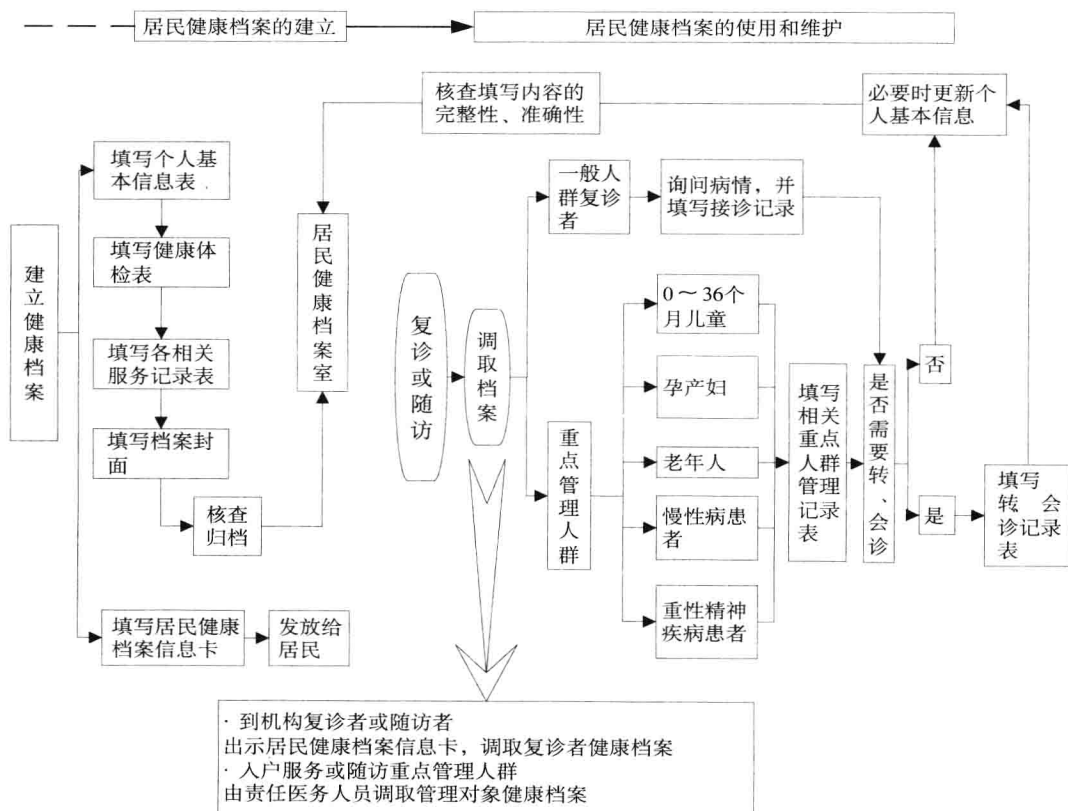 居民健康档案的建立
居民健康档案的使用和维护
核查填写内容的
完整性、准确性
必要时更新个
人基本信息
建立健康档案
填写个人基
本信息表
填写健康体
检表
填写各相关
服务记录表
填写档案封
面
核查
归档
填写居民健康
档案信息卡
发放给
居民
居民健康档案室
复诊或随访
调取档案
一般人
群复诊
者
询问病情，并
填写接诊记录
重点管理人群
0～36个
月儿童
孕产妇
老年人
慢性病患
者
重性精神
疾病患者
填写
相关
重点
人群
管理
记录
表
是否需要转、会诊
否
是
填写
转、会
诊记录
表
· 到机构复诊者或随访者
出示居民健康档案信息卡，调取复诊者健康档案
· 入户服务或随访重点管理人群
由责任医务人员调取管理对象健康档案